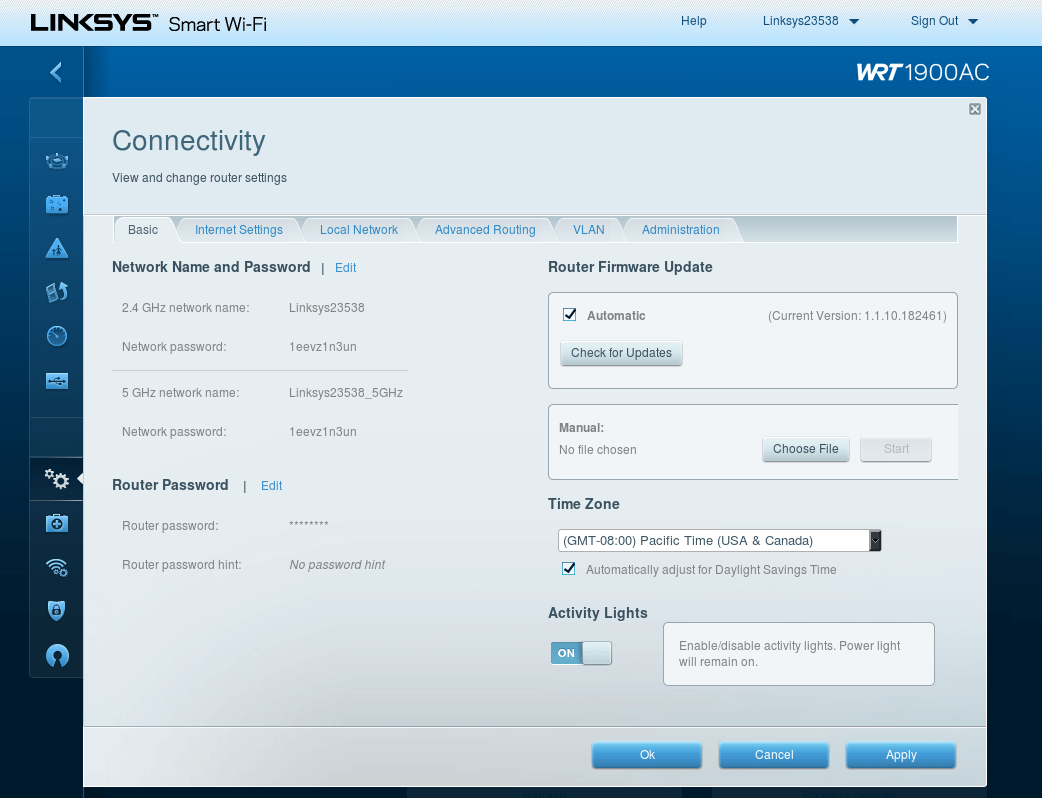 LINKSYS™ Smart Wi-Fi
Help
Linksys23538
Sign Out
WRT1900AC
Connectivity
View and change router settings
Basic
Internet Settings
Local Network
Advanced Routing
VLAN
Administration
Network Name and Password | Edit
2.4 GHz network name: Linksys23538
Network password: 1eevz1n3un
5 GHz network name: Linksys23538_5GHz
Network password: 1eevz1n3un
Router Password | Edit
Router password: ********
Router password hint: No password hint
Router Firmware Update
Automatic (Current Version: 1.1.10.182461)
Check for Updates
Manual:
No file chosen
Choose File
Start
Time Zone
(GMT-08:00) Pacific Time (USA & Canada)
Automatically adjust for Daylight Savings Time
Activity Lights
ON
Enable/disable activity lights. Power light
will remain on.
Ok
Cancel
Apply